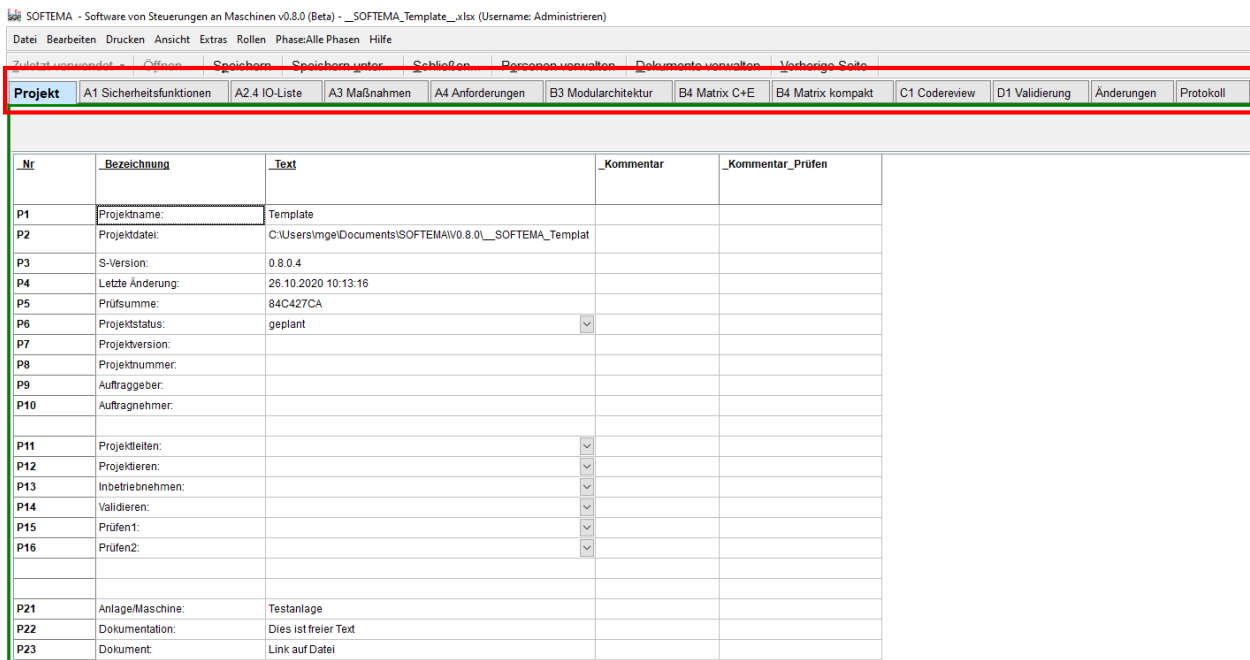 SOFTEMA - Software von Steuerungen an Maschinen v0.8.0 (Beta) - __SOFTEMA_Template__.xlsx (Username: Administrieren)
Datei Bearbeiten Drucken Ansicht Extras Rollen Phase:Alle Phasen Hilfe
Zuletzt verwendet Öffnen... Speichern Speichern unter... Schließen... Personen verwalten Dokumente verwalten Vorherige Seite
Projekt A1 Sicherheitsfunktionen A2.4 IO-Liste A3 Maßnahmen A4 Anforderungen B3 Modularchitektur B4 Matrix C+E B4 Matrix kompakt C1 Codereview D1 Validierung Änderungen Protokoll
_Nr _Bezeichnung _Text _Kommentar _Kommentar_Prüfen
P1 Projektname: Template
P2 Projektdatei: C:\Users\mge\Documents\SOFTEMA\V0.8.0\__SOFTEMA_Templat
P3 S-Version: 0.8.0.4
P4 Letzte Änderung: 26.10.2020 10:13:16
P5 Prüfsumme: 84C427CA
P6 Projektstatus: geplant
P7 Projektversion:
P8 Projektnummer:
P9 Auftraggeber:
P10 Auftragnehmer:
P11 Projektleiten:
P12 Projektieren:
P13 Inbetriebnehmen:
P14 Validieren:
P15 Prüfen1:
P16 Prüfen2:
P21 Anlage/Maschine: Testanlage
P22 Dokumentation: Dies ist freier Text
P23 Dokument: Link auf Datei